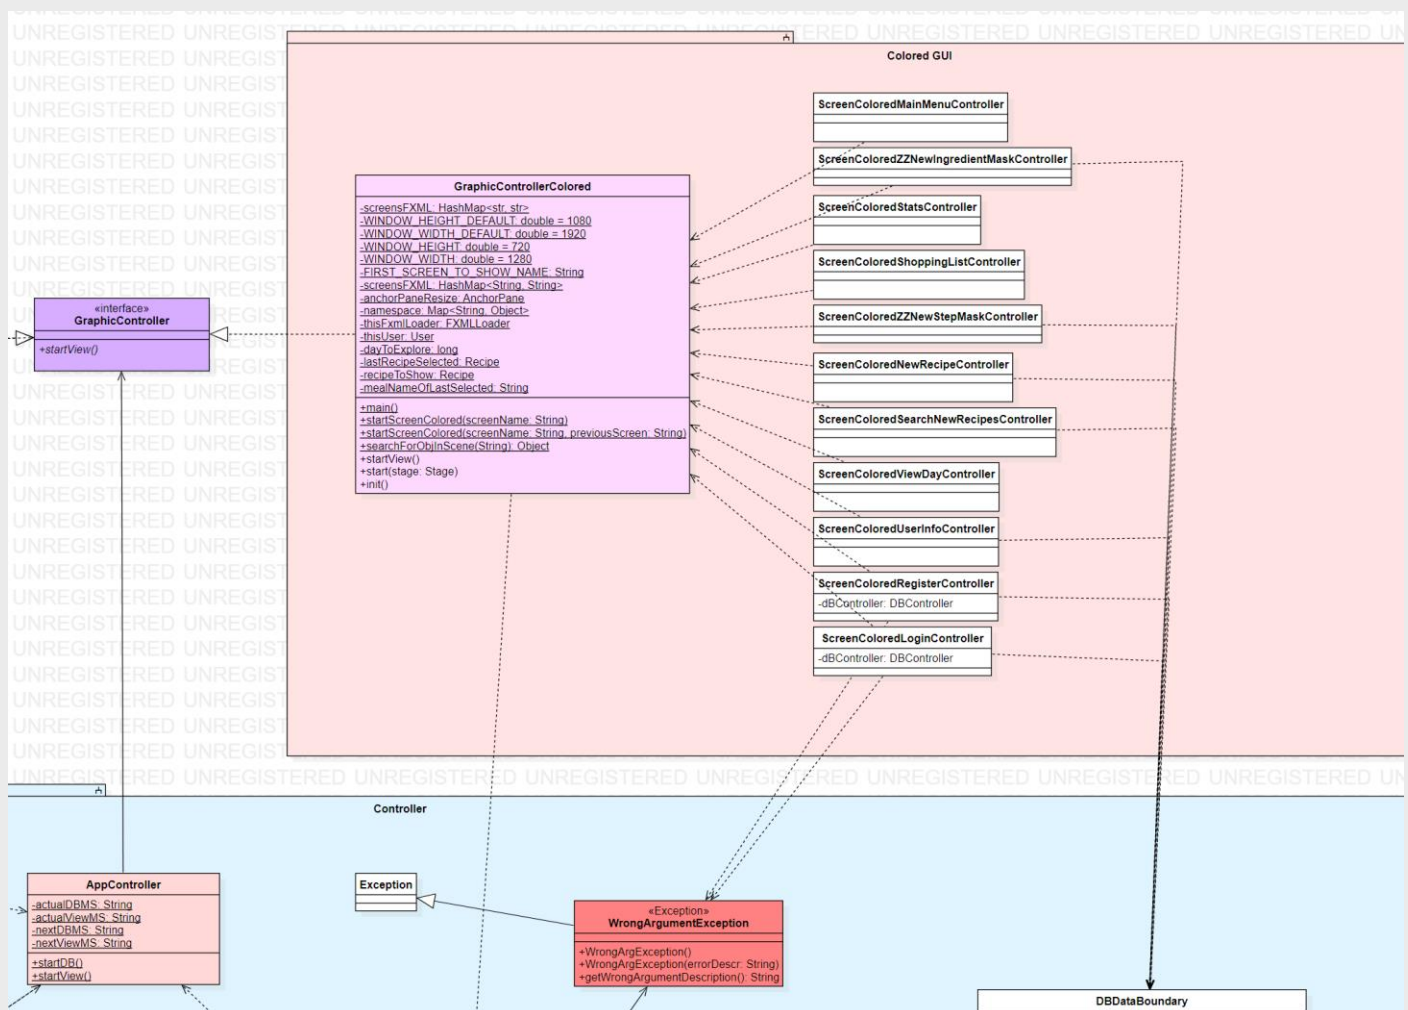 Colored GUI
ScreenColoredMainMenuController
ScreenColoredZZNewIngredientMaskController
ScreenColoredStatsController
ScreenColoredShoppingListController
ScreenColoredZZNewStepMaskController
ScreenColoredNewRecipeController
ScreenColoredSearchNewRecipesController
ScreenColoredViewDayController
ScreenColoredUserInfoController
ScreenColoredRegisterController
-dBController: DBController
ScreenColoredLoginController
-dBController: DBController
GraphicControllerColored
-screensFXML: HashMap<str, str>
-WINDOW_HEIGHT_DEFAULT: double = 1080
-WINDOW_WIDTH_DEFAULT: double = 1920
-WINDOW_HEIGHT: double = 720
-WINDOW_WIDTH: double = 1280
-FIRST_SCREEN_TO_SHOW_NAME: String
-screensFXML: HashMap<String, String>
-anchorPaneResize: AnchorPane
-namespace: Map<String, Object>
-thisFxmlLoader: FXMLLoader
-thisUser: User
-dayToExplore: long
-lastRecipeSelected: Recipe
-recipeToShow: Recipe
-mealNameOfLastSelected: String
+main()
+startScreenColored(screenName: String)
+startScreenColored(screenName: String, previousScreen: String)
+searchForObjInScene(String): Object
+startView()
+start(stage: Stage)
+init()
«interface»
GraphicController
+startView()
Controller
AppController
-actualDBMS: String
-actualViewMS: String
-nextDBMS: String
-nextViewMS: String
+startDB()
+startView()
Exception
«Exception»
WrongArgumentException
+WrongArgException()
+WrongArgException(errorDescr: String)
+getWrongArgumentDescription(): String
DBDataBoundary